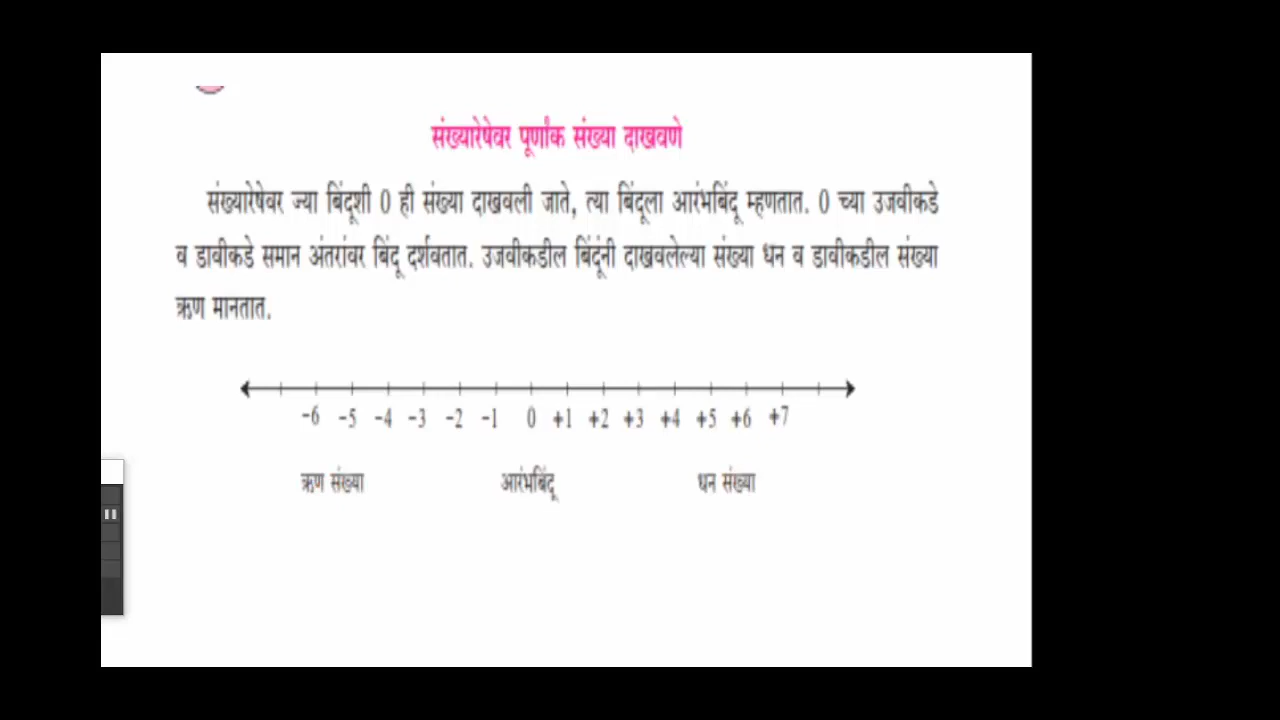 संख्यारेषेवर पूर्णांक संख्या दाखवणे
संख्यारेषेवर ज्या बिंदूशी 0 ही संख्या दाखवली जाते, त्या बिंदूला आरंभबिंदू म्हणतात. 0 च्या उजवीकडे
व डावीकडे समान अंतरांवर बिंदू दर्शवतात. उजवीकडील बिंदूंनी दाखवलेल्या संख्या धन व डावीकडील संख्या
ऋण मानतात.
-6 -5 -4 -3 -2 -1 0 +1 +2 +3 +4 +5 +6 +7
ऋण संख्या आरंभबिंदू धन संख्या